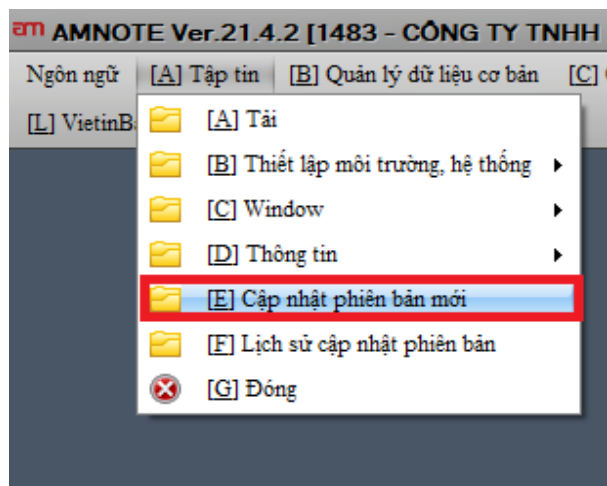 am AMNOTE Ver.21.4.2 [1483 - CÔNG TY TNHH
Ngôn ngữ [A] Tập tin [B] Quản lý dữ liệu cơ bản [C]
[L] VietinBa
[A] Tải
[B] Thiết lập môi trường, hệ thống
[C] Window
[D] Thông tin
[E] Cập nhật phiên bản mới
[F] Lịch sử cập nhật phiên bản
[G] Đóng